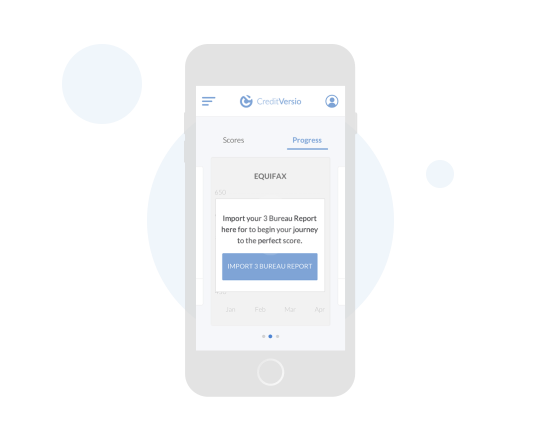 CreditVersio
Scores Progress
EQUIFAX
650
Import your 3 Bureau Report
here for to begin your journey
to the perfect score.
IMPORT 3 BUREAU REPORT
Jan Feb Mar Apr